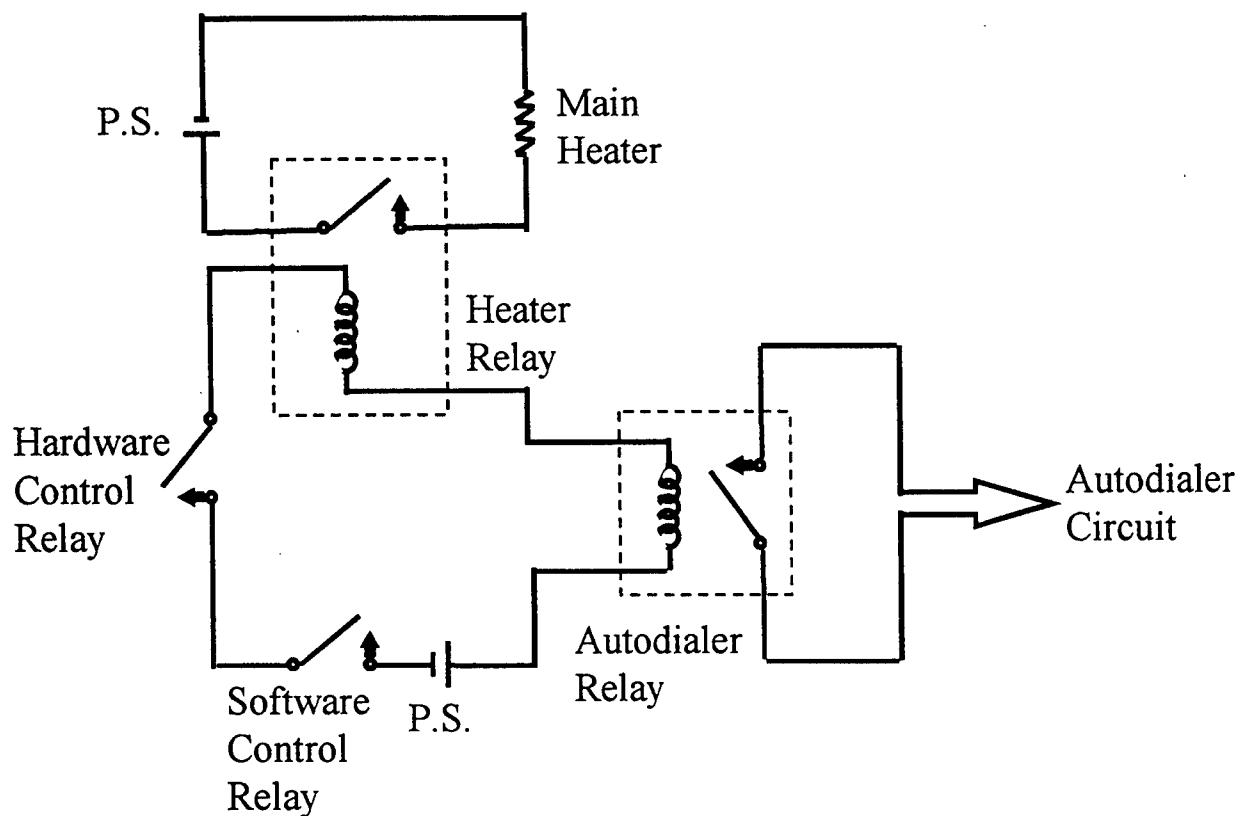 P.S.
Main
Heater
Heater
Relay
Hardware
Control
Relay
Autodialer
Circuit
Autodialer
Relay
Software
Control
Relay
P.S.